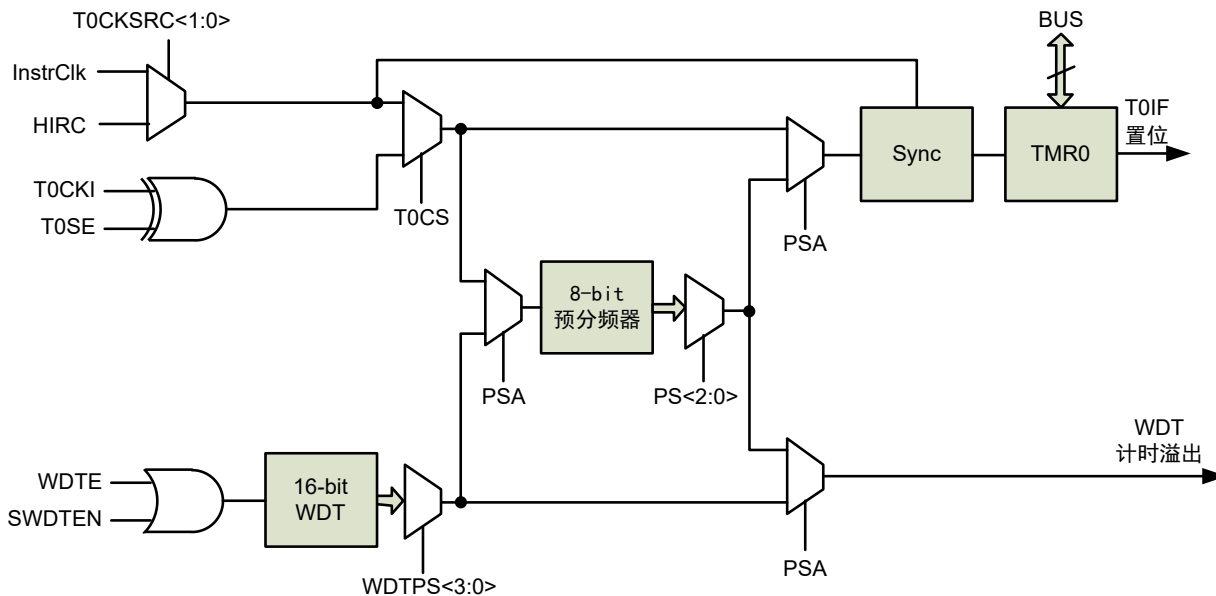 T0CKSRC<1:0>
BUS
InstrClk
HIRC
T0IF
置位
Sync
TMR0
T0CKI
T0SE
T0CS
PSA
8-bit
预分频器
PSA
PS<2:0>
WDT
计时溢出
WDTE
SWDTEN
16-bit
WDT
PSA
WDTPS<3:0>